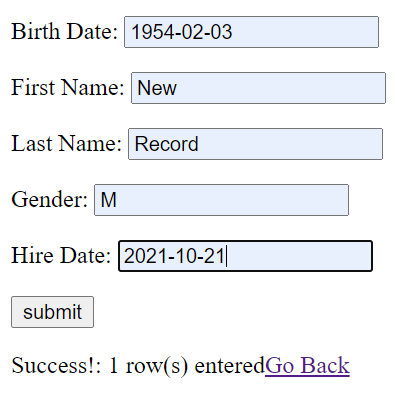 Birth Date: 1954-02-03
First Name: New
Last Name: Record
Gender: M
Hire Date: 2021-10-21
submit
Success!: 1 row(s) enteredGo Back